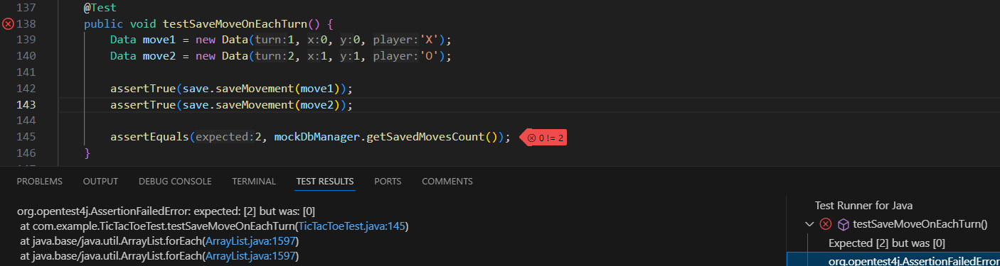 137 @Test
138 public void testSaveMoveOnEachTurn() {
139 Data move1 = new Data(turn:1, x:0, y:0, player:'X');
140 Data move2 = new Data(turn:2, x:1, y:1, player:'O');
141
142 assertTrue(save.saveMovement(move1));
143 assertTrue(save.saveMovement(move2));
144
145 assertEquals(expected:2, mockDbManager.getSavedMovesCount()); 0 != 2
146 }
PROBLEMS OUTPUT DEBUG CONSOLE TERMINAL TEST RESULTS PORTS COMMENTS
org.opentest4j.AssertionFailedError: expected: [2] but was: [0]
at com.example.TicTacToeTest.testSaveMoveOnEachTurn(TicTacToeTest.java:145)
at java.base/java.util.ArrayList.forEach(ArrayList.java:1597)
at java.base/java.util.ArrayList.forEach(ArrayList.java:1597)
Test Runner for Java
testSaveMoveOnEachTurn()
Expected [2] but was [0]
org.opentest4j.AssertionFailedError